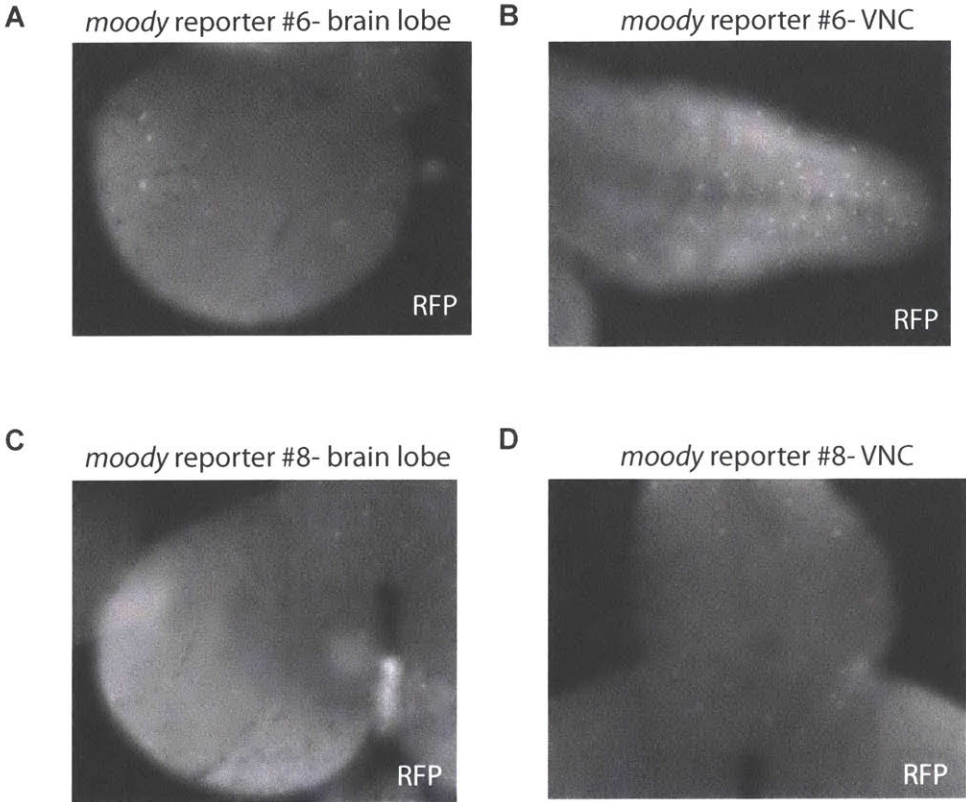 A
moody reporter #6- brain lobe
RFP
B
moody reporter #6- VNC
RFP
C
moody reporter #8- brain lobe
RFP
D
moody reporter #8- VNC
RFP